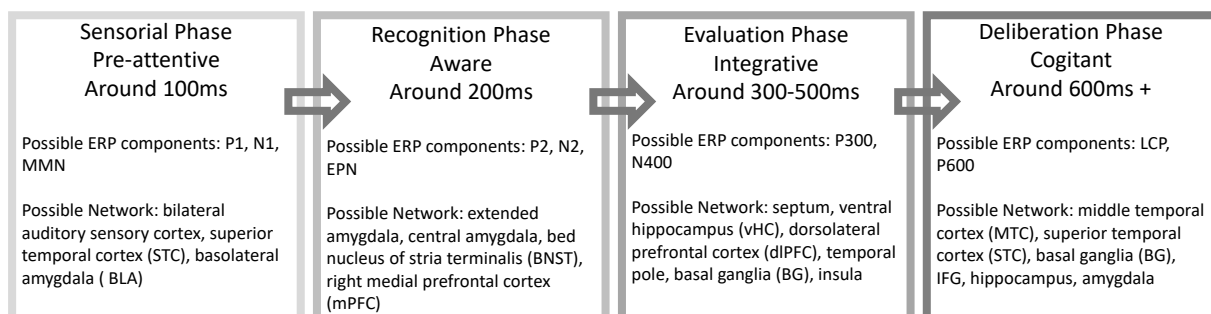 Sensorial Phase
Pre-attentive
Around 100ms
Possible ERP components: P1, N1,
MMN
Possible Network: bilateral
auditory sensory cortex, superior
temporal cortex (STC), basolateral
amygdala ( BLA)
Recognition Phase
Aware
Around 200ms
Possible ERP components: P2, N2,
EPN
Possible Network: extended
amygdala, central amygdala, bed
nucleus of stria terminalis (BNST),
right medial prefrontal cortex
(mPFC)
Evaluation Phase
Integrative
Around 300-500ms
Possible ERP components: P300,
N400
Possible Network: septum, ventral
hippocampus (vHC), dorsolateral
prefrontal cortex (dlPFC), temporal
pole, basal ganglia (BG), insula
Deliberation Phase
Cogitant
Around 600ms +
Possible ERP components: LCP,
P600
Possible Network: middle temporal
cortex (MTC), superior temporal
cortex (STC), basal ganglia (BG),
IFG, hippocampus, amygdala